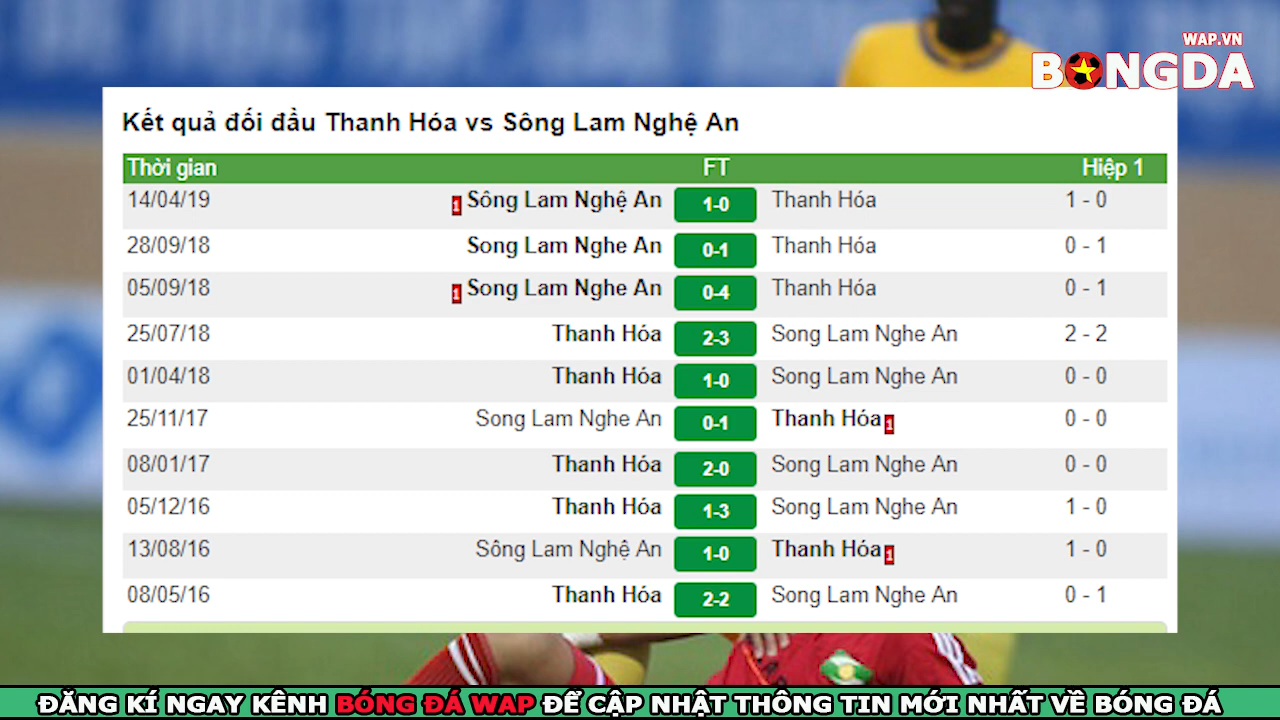 WAP.VN
BONGDA
Kết quả đối đầu Thanh Hóa vs Sông Lam Nghệ An
Thời gian FT Hiệp 1
14/04/19 1 Sông Lam Nghệ An 1-0 Thanh Hóa 1 - 0
28/09/18 Song Lam Nghe An 0-1 Thanh Hóa 0 - 1
05/09/18 1 Song Lam Nghe An 0-4 Thanh Hóa 0 - 1
25/07/18 Thanh Hóa 2-3 Song Lam Nghe An 2 - 2
01/04/18 Thanh Hóa 1-0 Song Lam Nghe An 0 - 0
25/11/17 Song Lam Nghe An 0-1 Thanh Hóa 1 0 - 0
08/01/17 Thanh Hóa 2-0 Song Lam Nghe An 0 - 0
05/12/16 Thanh Hóa 1-3 Song Lam Nghe An 1 - 0
13/08/16 Sông Lam Nghệ An 1-0 Thanh Hóa 1 1 - 0
08/05/16 Thanh Hóa 2-2 Song Lam Nghe An 0 - 1
ĐĂNG KÍ NGAY KÊNH BÓNG ĐÁ WAP ĐỂ CẬP NHẬT THÔNG TIN MỚI NHẤT VỀ BÓNG ĐÁ